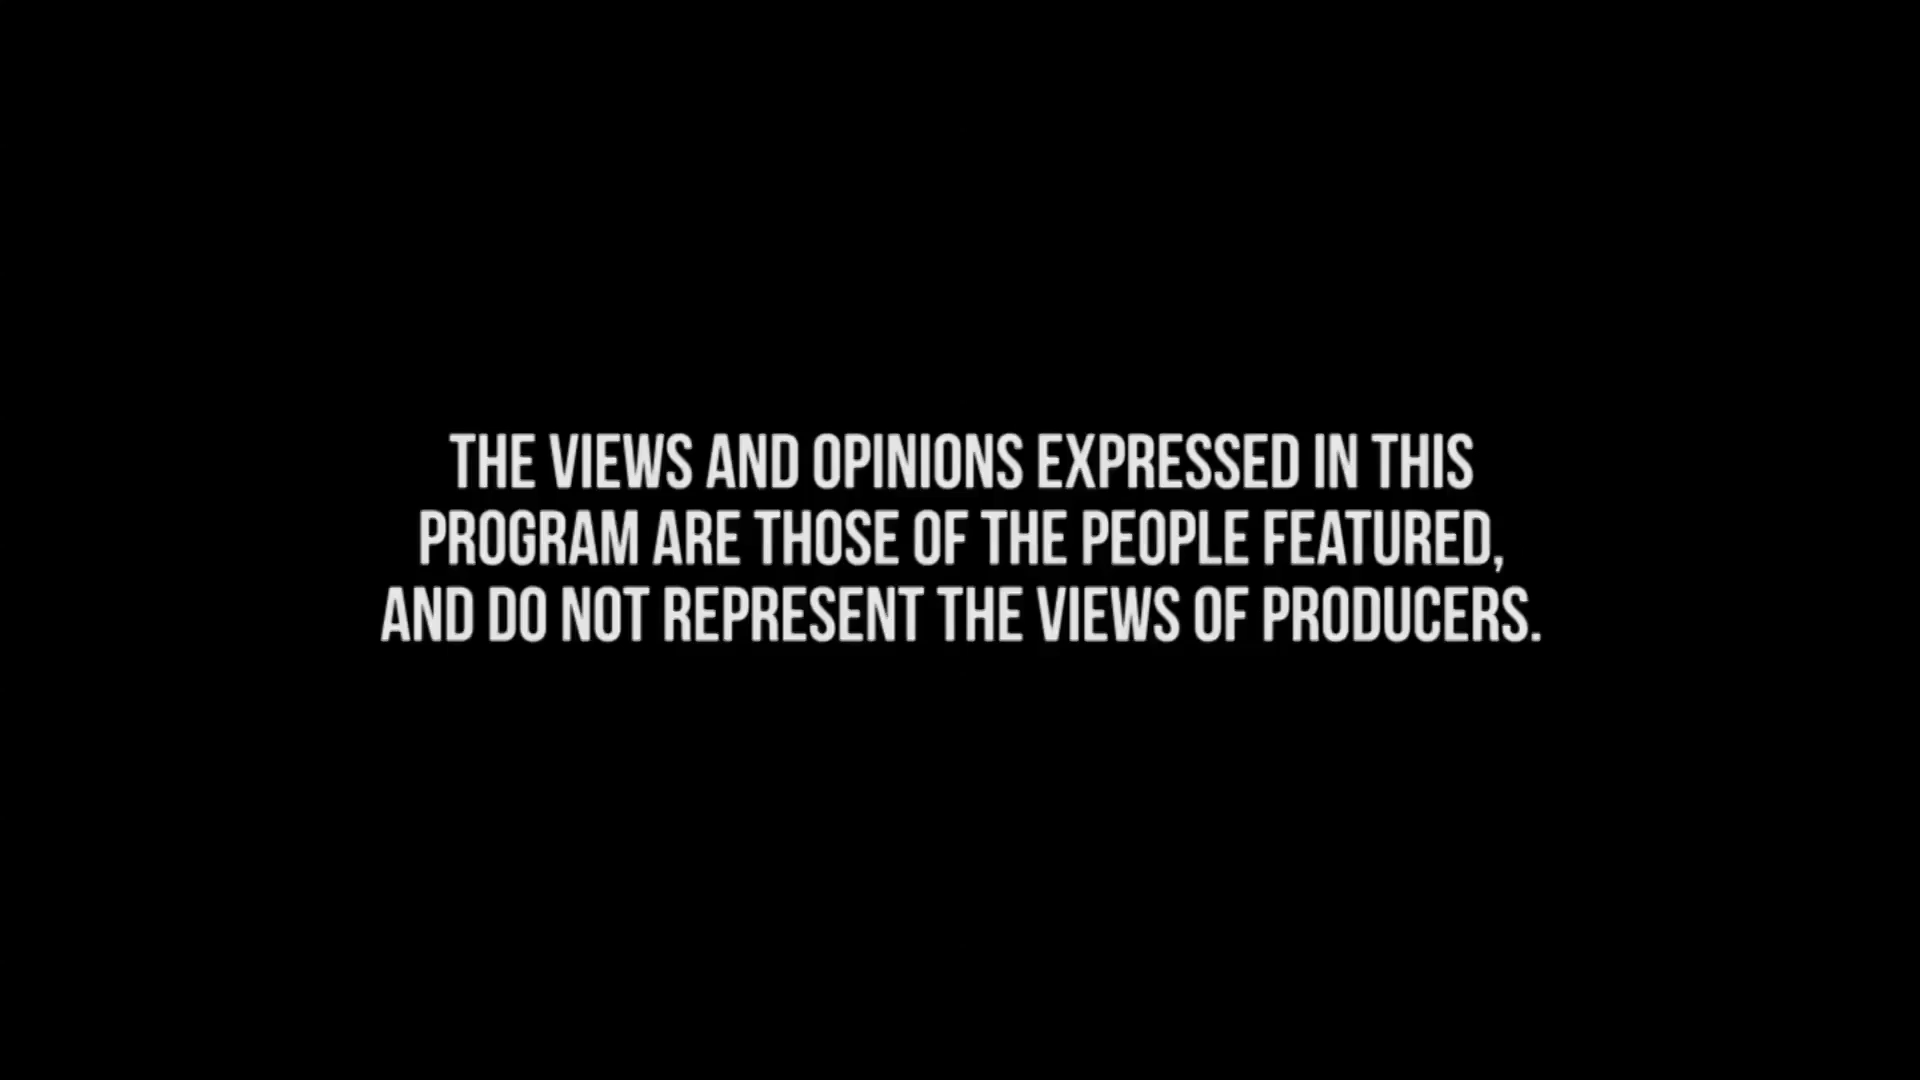 THE VIEWS AND OPINIONS EXPRESSED IN THIS
PROGRAM ARE THOSE OF THE PEOPLE FEATURED,
AND DO NOT REPRESENT THE VIEWS OF PRODUCERS.